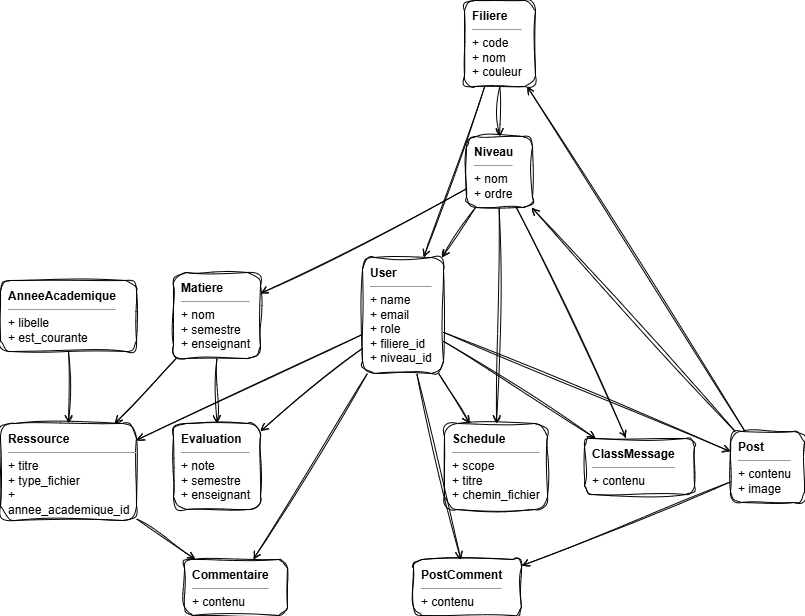 Filiere
+ code
+ nom
+ couleur
Niveau
+ nom
+ ordre
User
+ name
+ email
+ role
+ filiere_id
+ niveau_id
AnneeAcademique
+ libelle
+ est_courante
Matiere
+ nom
+ semestre
+ enseignant
Ressource
+ titre
+ type_fichier
+
annee_academique_id
Evaluation
+ note
+ semestre
+ enseignant
Schedule
+ scope
+ titre
+ chemin_fichier
ClassMessage
+ contenu
Post
+ contenu
+ image
Commentaire
+ contenu
PostComment
+ contenu